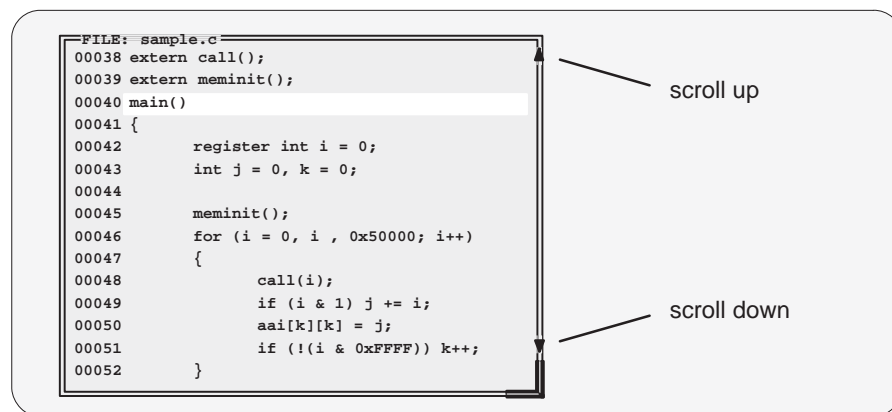 FILE: sample.c
00038 extern call();
00039 extern meminit();
00040 main()
00041 {
00042 register int i = 0;
00043 int j = 0, k = 0;
00044
00045 meminit();
00046 for (i = 0, i , 0x50000; i++)
00047 {
00048 call(i);
00049 if (i & 1) j += i;
00050 aai[k][k] = j;
00051 if (!(i & 0xFFFF)) k++;
00052 }
scroll up
scroll down